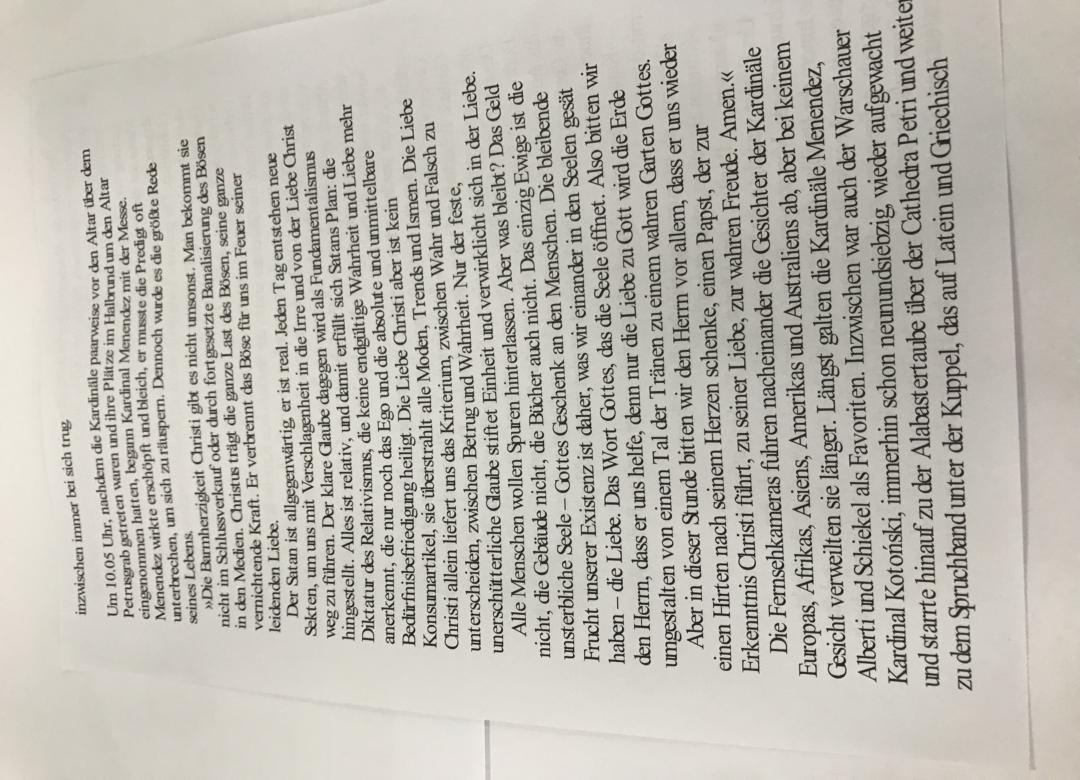 inzwischen immer bei sich trug.
Um 10.05 Uhr, nachdem die Kardinäle paarweise vor den Altar über dem
Petrusgrab getreten waren und ihre Plätze im Halbrund um den Altar
eingenommen hatten, begann Kardinal Menendez mit der Messe.
Menendez wirkte erschöpft und bleich, er musste die Predigt oft
unterbrechen, um sich zu räuspern. Dennoch wurde es die größte Rede
seines Lebens.
»Die Barmherzigkeit Christi gibt es nicht umsonst. Man bekommt sie
nicht im Schlussverkauf oder durch fortgesetzte Banalisierung des Bösen
in den Medien. Christus trägt die ganze Last des Bösen, seine ganze
vernichtende Kraft. Er verbrennt das Böse für uns im Feuer seiner
leidenden Liebe.
Der Satan ist allgegenwärtig, er ist real. Jeden Tag entstehen neue
Sekten, um uns mit Verschlagenheit in die Irre und von der Liebe Christ
weg zu führen. Der klare Glaube dagegen wird als Fundamentalismus
hingestellt. Alles ist relativ, und damit erfüllt sich Satans Plan: die
Diktatur des Relativismus, die keine endgültige Wahrheit und Liebe mehr
anerkennt, die nur noch das Ego und die absolute und unmittelbare
Bedürfnisbefriedigung heiligt. Die Liebe Christi aber ist kein
Konsumartikel, sie überstrahlt alle Moden, Trends und Ismen. Die Liebe
Christi allein liefert uns das Kriterium, zwischen Wahr und Falsch zu
unterscheiden, zwischen Betrug und Wahrheit. Nur der feste,
unerschütterliche Glaube stiftet Einheit und verwirklicht sich in der Liebe.
Alle Menschen wollen Spuren hinterlassen. Aber was bleibt? Das Geld
nicht, die Gebäude nicht, die Bücher auch nicht. Das einzig Ewige ist die
unsterbliche Seele – Gottes Geschenk an den Menschen. Die bleibende
Frucht unserer Existenz ist daher, was wir einander in den Seelen gesät
haben – die Liebe. Das Wort Gottes, das die Seele öffnet. Also bitten wir
den Herrn, dass er uns helfe, denn nur die Liebe zu Gott wird die Erde
umgestalten von einem Tal der Tränen zu einem wahren Garten Gottes.
Aber in dieser Stunde bitten wir den Herrn vor allem, dass er uns wieder
einen Hirten nach seinem Herzen schenke, einen Papst, der zur
Erkenntnis Christi führt, zu seiner Liebe, zur wahren Freude. Amen.«
Die Fernsehkameras fuhren nacheinander die Gesichter der Kardinäle
Europas, Afrikas, Asiens, Amerikas und Australiens ab, aber bei keinem
Gesicht verweilten sie länger. Längst galten die Kardinäle Menendez,
Alberti und Schiekel als Favoriten. Inzwischen war auch der Warschauer
Kardinal Kotoński, immerhin schon neunundsiebzig, wieder aufgewacht
und starrte hinauf zu der Alabastertaube über der Cathedra Petri und weiter
zu dem Spruchband unter der Kuppel, das auf Latein und Griechisch